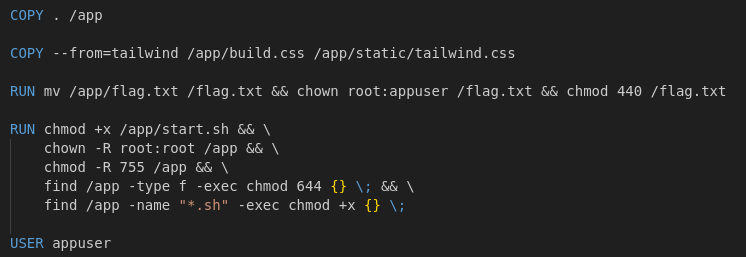 COPY . /app
COPY --from=tailwind /app/build.css /app/static/tailwind.css
RUN mv /app/flag.txt /flag.txt && chown root:appuser /flag.txt && chmod 440 /flag.txt
RUN chmod +x /app/start.sh && \
    chown -R root:root /app && \
    chmod -R 755 /app && \
    find /app -type f -exec chmod 644 {} \; && \
    find /app -name "*.sh" -exec chmod +x {} \;
USER appuser